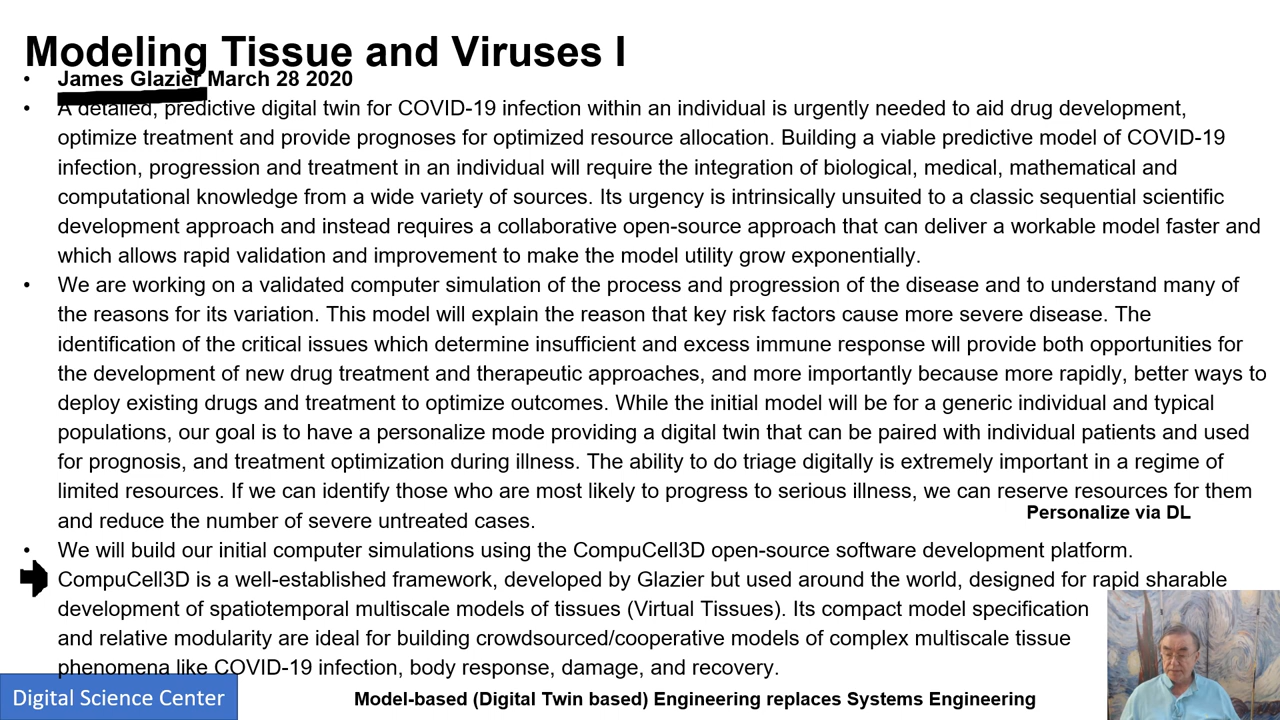 Modeling Tissue and Viruses I
• James Glazier March 28 2020
• A detailed, predictive digital twin for COVID-19 infection within an individual is urgently needed to aid drug development,
optimize treatment and provide prognoses for optimized resource allocation. Building a viable predictive model of COVID-19
infection, progression and treatment in an individual will require the integration of biological, medical, mathematical and
computational knowledge from a wide variety of sources. Its urgency is intrinsically unsuited to a classic sequential scientific
development approach and instead requires a collaborative open-source approach that can deliver a workable model faster and
which allows rapid validation and improvement to make the model utility grow exponentially.
• We are working on a validated computer simulation of the process and progression of the disease and to understand many of
the reasons for its variation. This model will explain the reason that key risk factors cause more severe disease. The
identification of the critical issues which determine insufficient and excess immune response will provide both opportunities for
the development of new drug treatment and therapeutic approaches, and more importantly because more rapidly, better ways to
deploy existing drugs and treatment to optimize outcomes. While the initial model will be for a generic individual and typical
populations, our goal is to have a personalize mode providing a digital twin that can be paired with individual patients and used
for prognosis, and treatment optimization during illness. The ability to do triage digitally is extremely important in a regime of
limited resources. If we can identify those who are most likely to progress to serious illness, we can reserve resources for them
and reduce the number of severe untreated cases.
Personalize via DL
• We will build our initial computer simulations using the CompuCell3D open-source software development platform.
CompuCell3D is a well-established framework, developed by Glazier but used around the world, designed for rapid sharable
development of spatiotemporal multiscale models of tissues (Virtual Tissues). Its compact model specification
and relative modularity are ideal for building crowdsourced/cooperative models of complex multiscale tissue
phenomena like COVID-19 infection, body response, damage, and recovery.
Digital Science Center
Model-based (Digital Twin based) Engineering replaces Systems Engineering